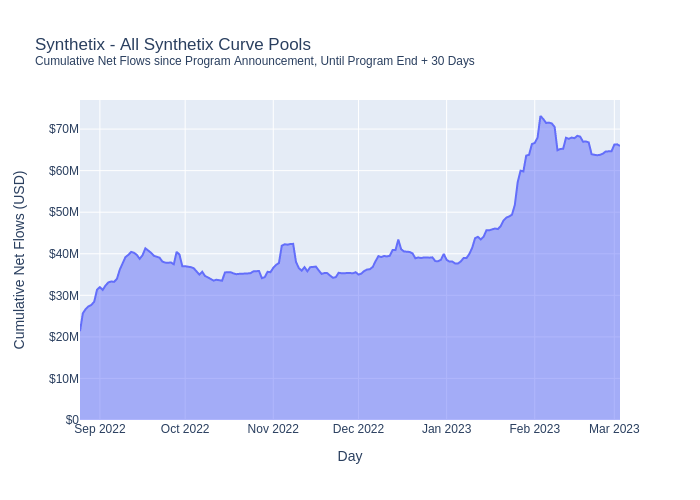 Synthetix - All Synthetix Curve Pools
Cumulative Net Flows since Program Announcement, Until Program End + 30 Days
Cumulative Net Flows (USD)
$70M
$60M
$50M
$40M
$30M
$20M
$10M
$0
Sep 2022 Oct 2022 Nov 2022 Dec 2022 Jan 2023 Feb 2023 Mar 2023
Day